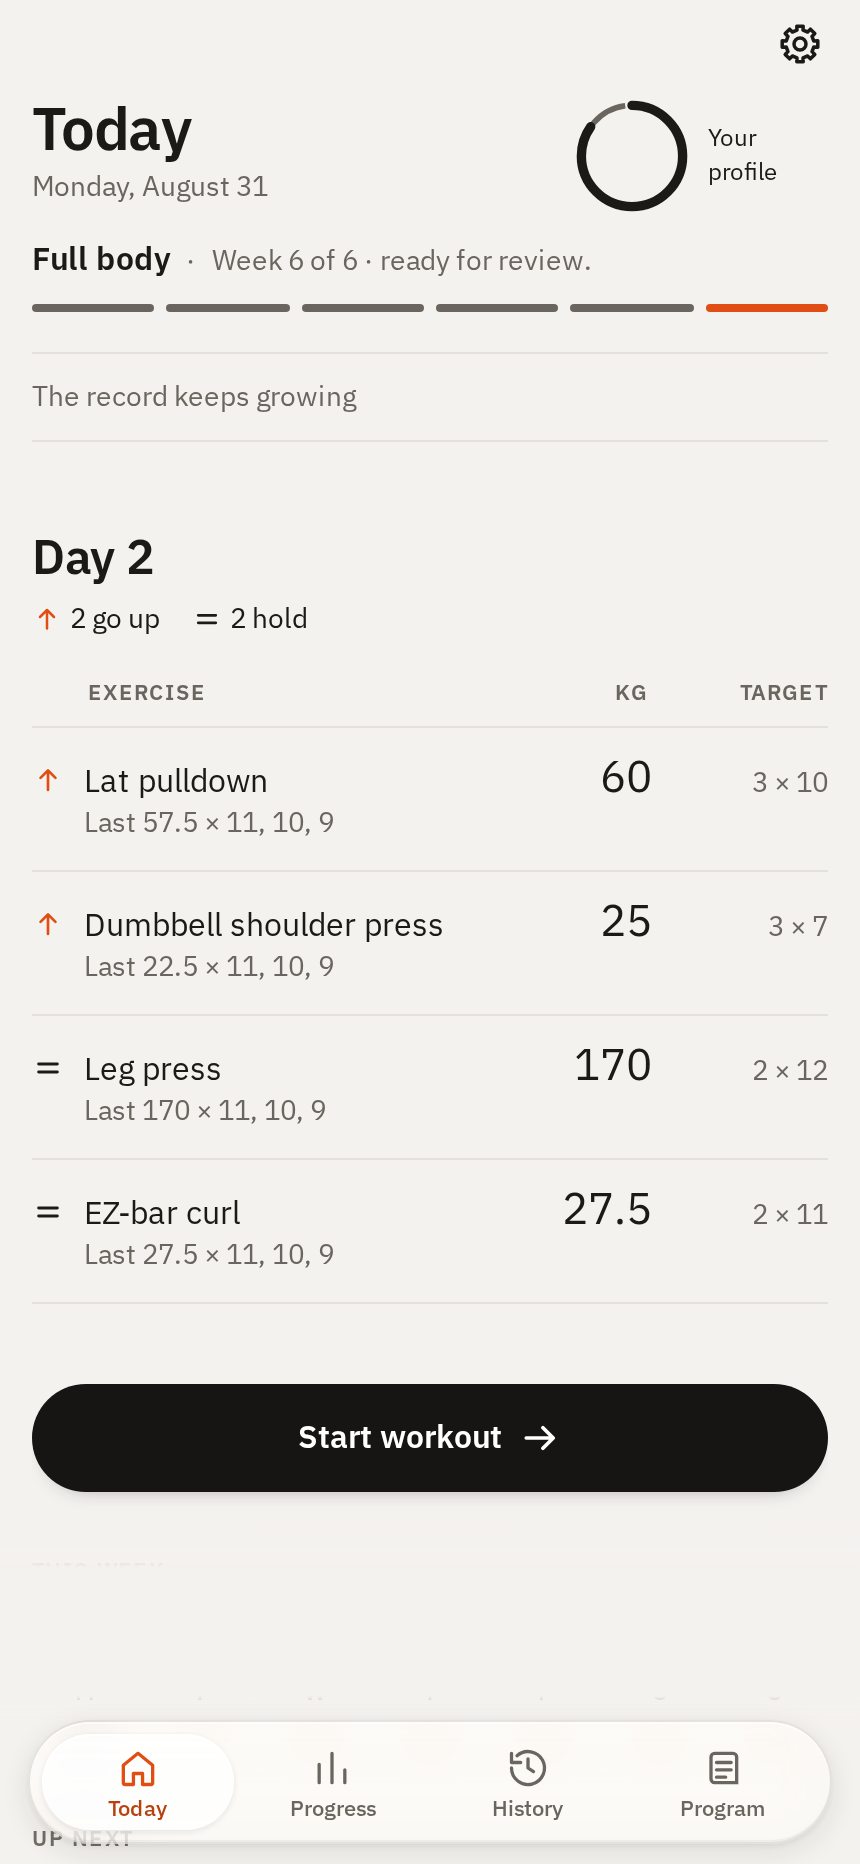 Today
Monday, August 31
Your
profile
Full body · Week 6 of 6 · ready for review.
The record keeps growing
Day 2
↑ 2 go up = 2 hold
EXERCISE KG TARGET
↑ Lat pulldown 60 3 × 10
Last 57.5 × 11, 10, 9
↑ Dumbbell shoulder press 25 3 × 7
Last 22.5 × 11, 10, 9
= Leg press 170 2 × 12
Last 170 × 11, 10, 9
= EZ-bar curl 27.5 2 × 11
Last 27.5 × 11, 10, 9
Start workout →
THIS WEEK
Today Progress History Program
UP NEXT